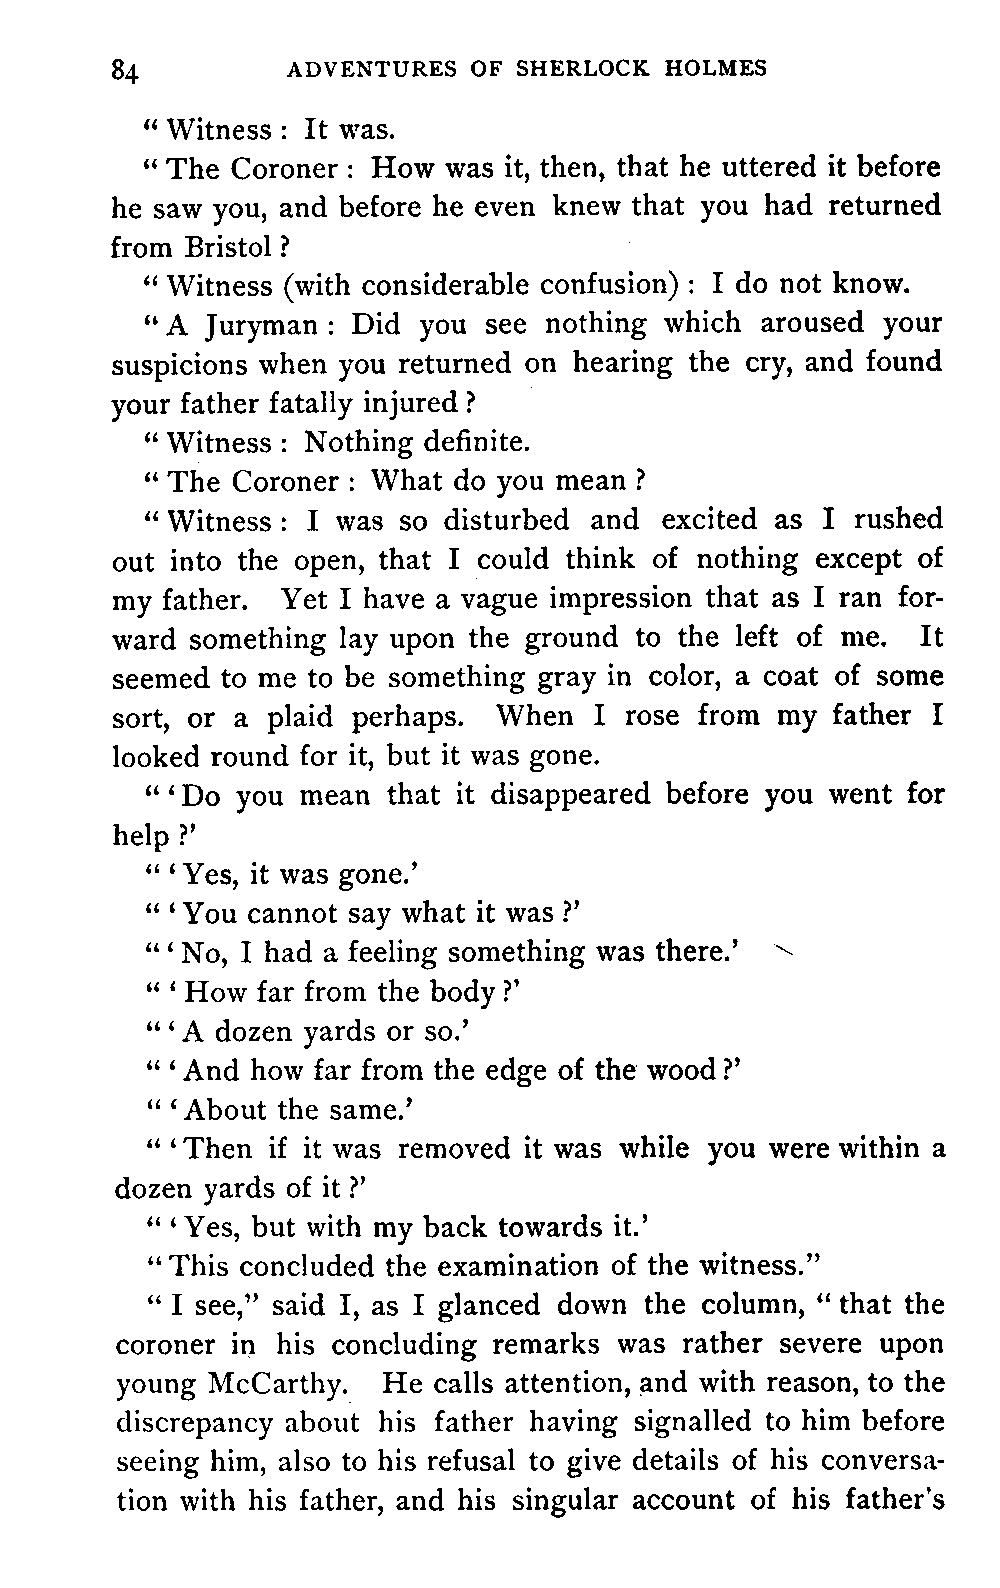 84 ADVENTURES OF SHERLOCK HOLMES
“ Witness : It was.
“ The Coroner : How was it, then, that he uttered it before
he saw you, and before he even knew that you had returned
from Bristol ?
“ Witness (with considerable confusion) : I do not know.
“ A Juryman : Did you see nothing which aroused your
suspicions when you returned on hearing the cry, and found
your father fatally injured ?
“ Witness : Nothing definite.
“ The Coroner : What do you mean ?
“ Witness : I was so disturbed and excited as I rushed
out into the open, that I could think of nothing except of
my father. Yet I have a vague impression that as I ran for-
ward something lay upon the ground to the left of me. It
seemed to me to be something gray in color, a coat of some
sort, or a plaid perhaps. When I rose from my father I
looked round for it, but it was gone.
“ ‘ Do you mean that it disappeared before you went for
help ?’
“ ‘ Yes, it was gone.’
“ ‘ You cannot say what it was ?’
“ ‘ No, I had a feeling something was there.’
“ ‘ How far from the body ?’
“ ‘ A dozen yards or so.’
“ ‘ And how far from the edge of the wood ?’
“ ‘ About the same.’
“ ‘ Then if it was removed it was while you were within a
dozen yards of it ?’
“ ‘ Yes, but with my back towards it.’
“ This concluded the examination of the witness.”
“ I see,” said I, as I glanced down the column, “ that the
coroner in his concluding remarks was rather severe upon
young McCarthy. He calls attention, and with reason, to the
discrepancy about his father having signalled to him before
seeing him, also to his refusal to give details of his conversa-
tion with his father, and his singular account of his father’s